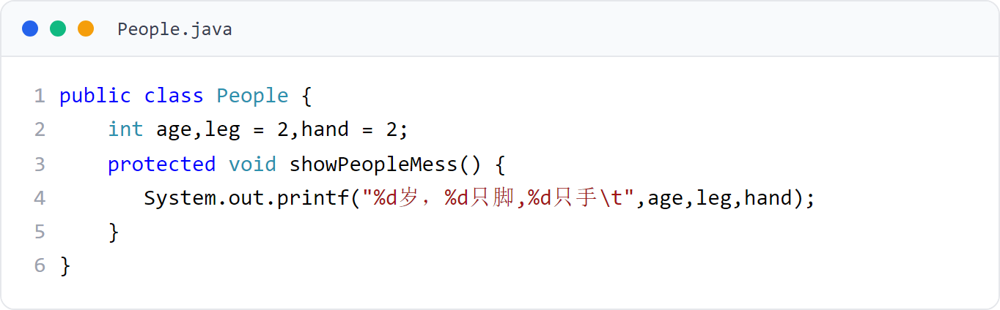 People.java
1 public class People {
2     int age,leg = 2,hand = 2;
3     protected void showPeopleMess() {
4        System.out.printf("%d岁，%d只脚,%d只手\t",age,leg,hand);
5     }
6 }